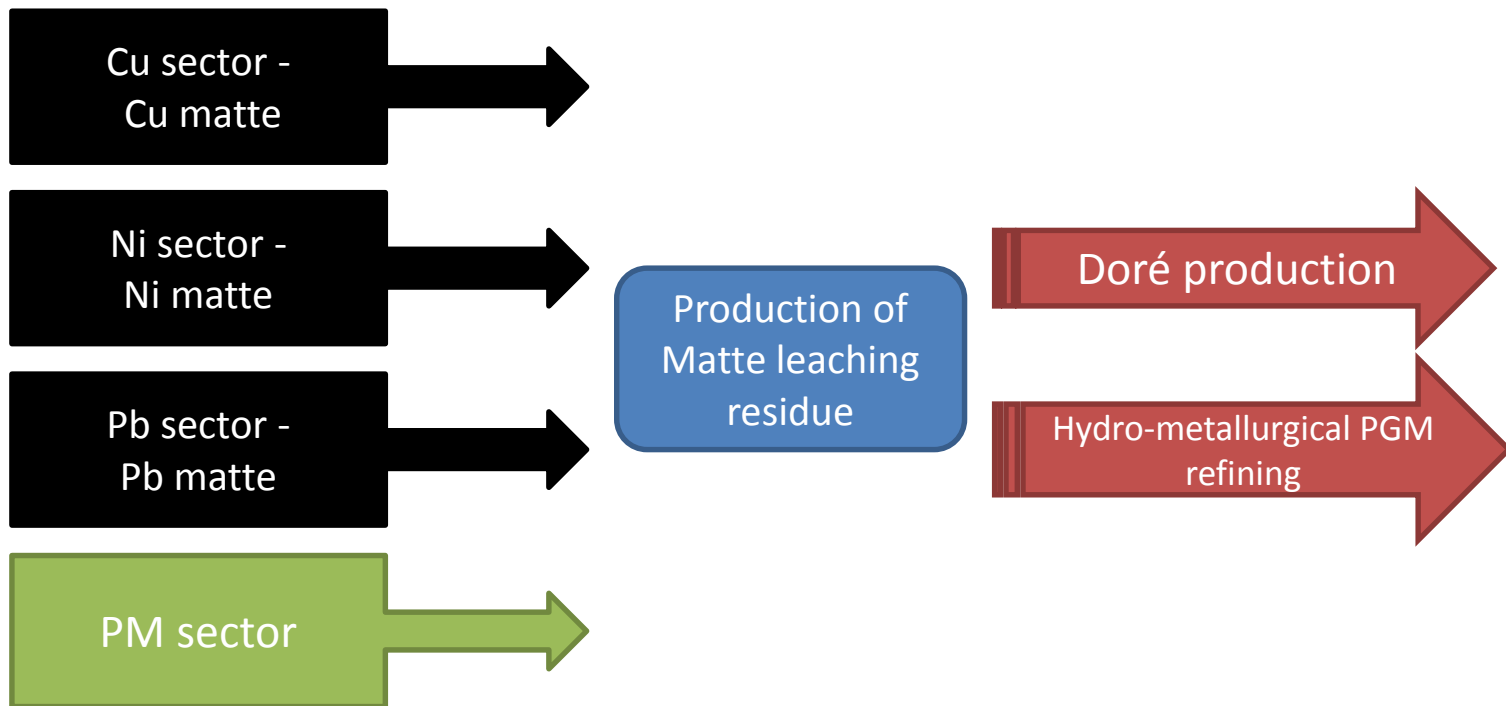 Cu sector -
Cu matte
Ni sector -
Ni matte
Pb sector -
Pb matte
PM sector
Production of
Matte leaching
residue
Doré production
Hydro-metallurgical PGM
refining